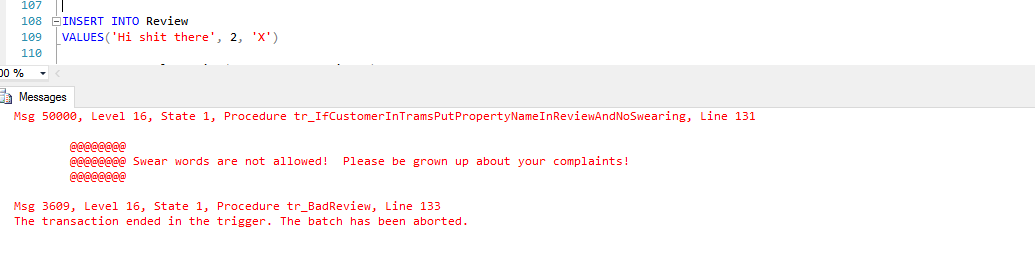 107
108 INSERT INTO Review
109 VALUES('Hi shit there', 2, 'X')
110
00 %
Messages
Msg 50000, Level 16, State 1, Procedure tr_IfCustomerInTramsPutPropertyNameInReviewAndNoSwearing, Line 131
@@@@@@@@
@@@@@@@@ Swear words are not allowed!  Please be grown up about your complaints!
@@@@@@@@
Msg 3609, Level 16, State 1, Procedure tr_BadReview, Line 133
The transaction ended in the trigger. The batch has been aborted.